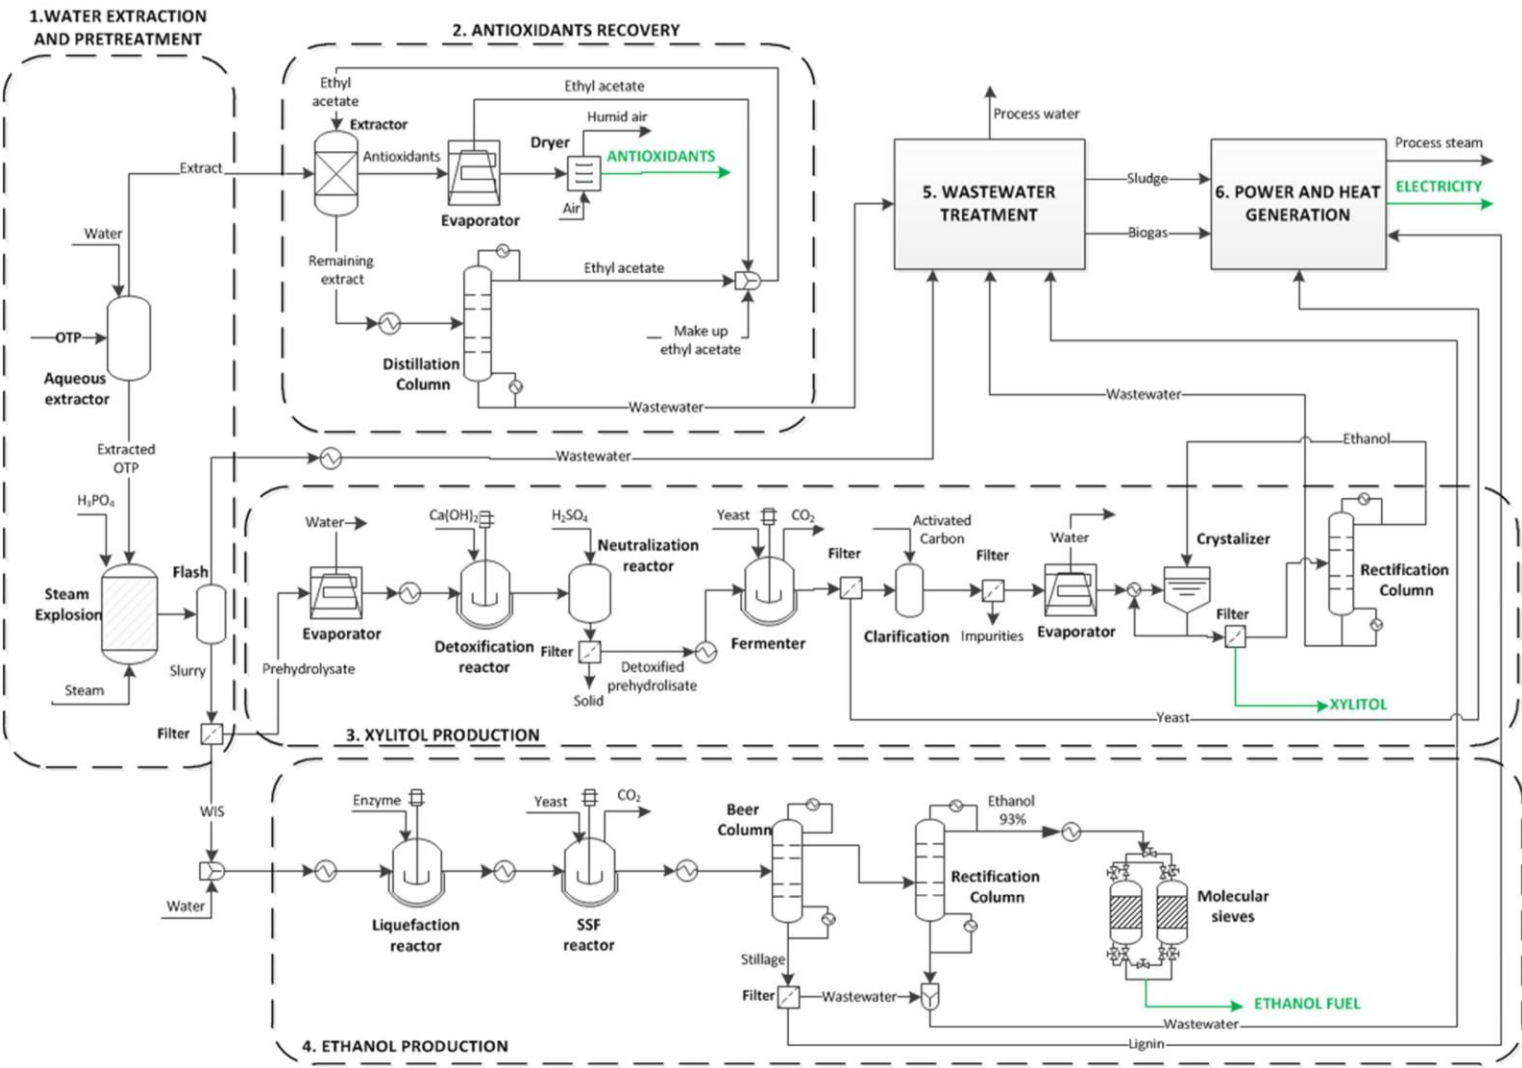 1.WATER EXTRACTION
AND PRETREATMENT
2. ANTIOXIDANTS RECOVERY
Ethyl
acetate
Ethyl acetate
Extractor
Humid air
Dryer
Antioxidants
ANTIOXIDANTS
Extract
Evaporator
Air
Water
Remaining
extract
Ethyl acetate
OTP
Make up
ethyl acetate
Distillation
Column
Aqueous
extractor
Wastewater
Process water
5. WASTEWATER
TREATMENT
Sludge
Biogas
6. POWER AND HEAT
GENERATION
Process steam
ELECTRICITY
Extracted
OTP
H₃PO₄
Wastewater
Wastewater
Ethanol
Flash
Steam
Explosion
Slurry
Steam
Filter
Prehydrolysate
Water
Evaporator
Ca(OH)₂
Detoxification
reactor
H₂SO₄
Neutralization
reactor
Filter
Solid
Detoxified
prehydrolisate
Yeast
CO₂
Fermenter
Filter
Activated
Carbon
Clarification
Filter
Impurities
Water
Evaporator
Crystalizer
Filter
Rectification
Column
XYLITOL
Yeast
3. XYLITOL PRODUCTION
WIS
Water
Enzyme
Liquefaction
reactor
Yeast
CO₂
SSF
reactor
Beer
Column
Stillage
Filter
Wastewater
Ethanol
93%
Rectification
Column
Molecular
sieves
ETHANOL FUEL
Wastewater
Lignin
4. ETHANOL PRODUCTION